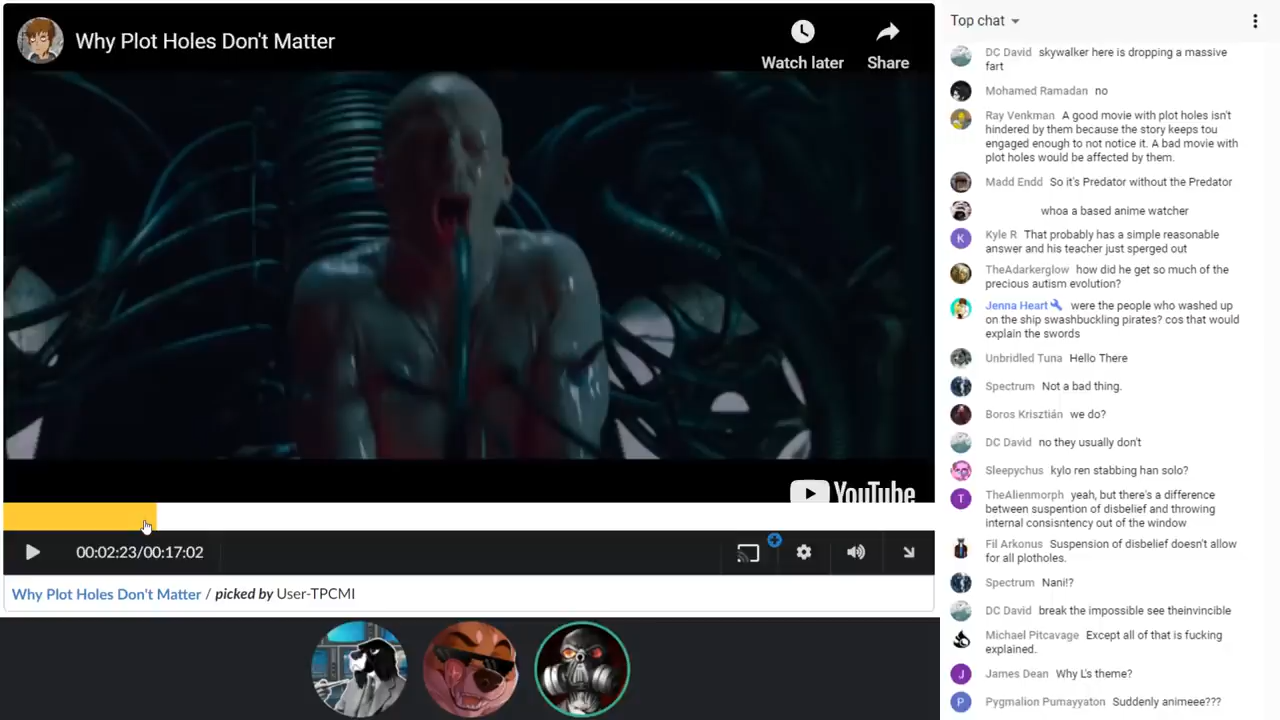 Why Plot Holes Don't Matter
Watch later
Share
YouTube
00:02:23/00:17:02
Why Plot Holes Don't Matter / picked by User-TPCMI
Top chat
DC David skywalker here is dropping a massive
fart
Mohamed Ramadan no
Ray Venkman A good movie with plot holes isn't
hindered by them because the story keeps tou
engaged enough to not notice it. A bad movie with
plot holes would be affected by them.
Madd Endd So it's Predator without the Predator
whoa a based anime watcher
K
Kyle R That probably has a simple reasonable
answer and his teacher just sperged out
TheAdarkerglow how did he get so much of the
precious autism evolution?
Jenna Heart were the people who washed up
on the ship swashbuckling pirates? cos that would
explain the swords
Unbridled Tuna Hello There
Spectrum Not a bad thing.
Boros Krisztián we do?
DC David no they usually don't
Sleepychus kylo ren stabbing han solo?
T
TheAlienmorph yeah, but there's a difference
between suspention of disbelief and throwing
internal consisntency out of the window
Fil Arkonus Suspension of disbelief doesn't allow
for all plotholes.
Spectrum Nani!?
DC David break the impossible see theinvincible
Michael Pitcavage Except all of that is fucking
explained.
J
James Dean Why L's theme?
P
Pygmalion Pumayyaton Suddenly animeee???